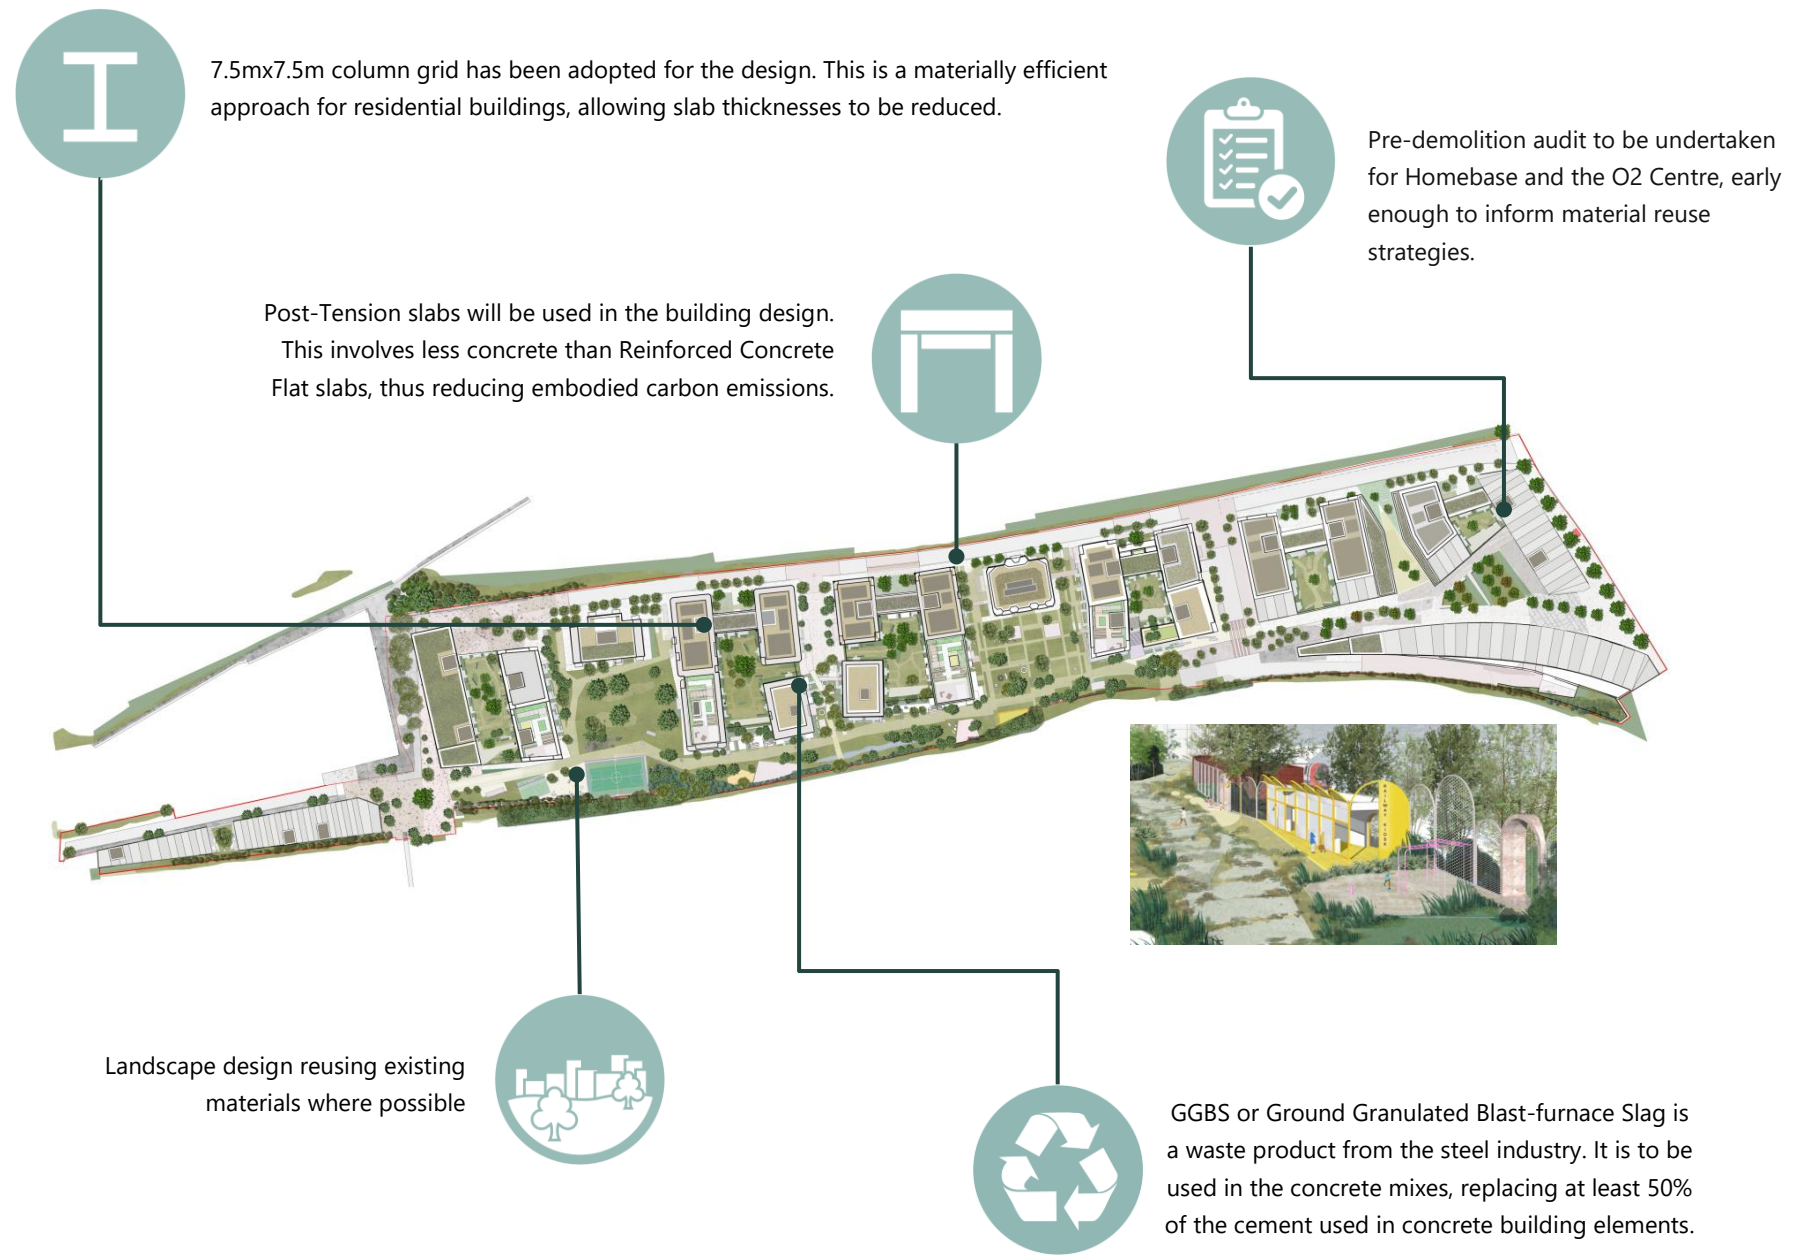 7.5mx7.5m column grid has been adopted for the design. This is a materially efficient
approach for residential buildings, allowing slab thicknesses to be reduced.
Pre-demolition audit to be undertaken
for Homebase and the O2 Centre, early
enough to inform material reuse
strategies.
Post-Tension slabs will be used in the building design.
This involves less concrete than Reinforced Concrete
Flat slabs, thus reducing embodied carbon emissions.
Landscape design reusing existing
materials where possible
GGBS or Ground Granulated Blast-furnace Slag is
a waste product from the steel industry. It is to be
used in the concrete mixes, replacing at least 50%
of the cement used in concrete building elements.